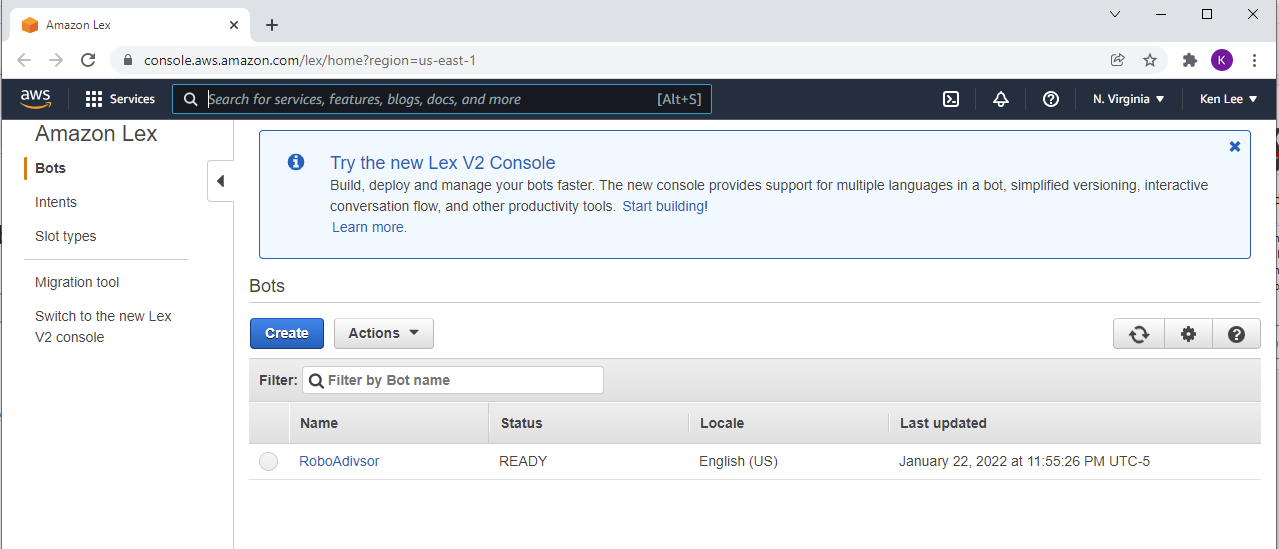 Amazon Lex
console.aws.amazon.com/lex/home?region=us-east-1
K
aws
Services
Search for services, features, blogs, docs, and more
[Alt+S]
N. Virginia
Ken Lee
Amazon Lex
Bots
Intents
Slot types
Migration tool
Switch to the new Lex
V2 console
Try the new Lex V2 Console
Build, deploy and manage your bots faster. The new console provides support for multiple languages in a bot, simplified versioning, interactive
conversation flow, and other productivity tools. Start building!
Learn more.
Bots
Create
Actions
Filter:
Filter by Bot name
Name Status Locale Last updated
RoboAdivsor READY English (US) January 22, 2022 at 11:55:26 PM UTC-5